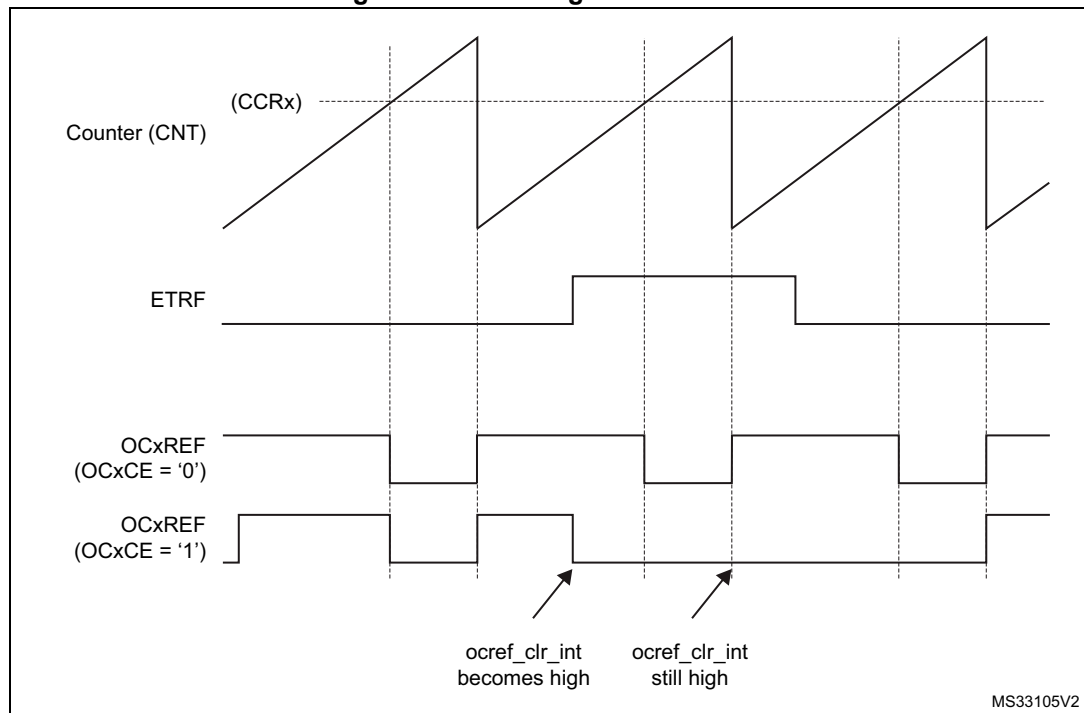 (CCRx)
Counter (CNT)
ETRF
OCxREF
(OCxCE = ‘0’)
OCxREF
(OCxCE = ‘1’)
ocref_clr_int
becomes high
ocref_clr_int
still high
MS33105V2